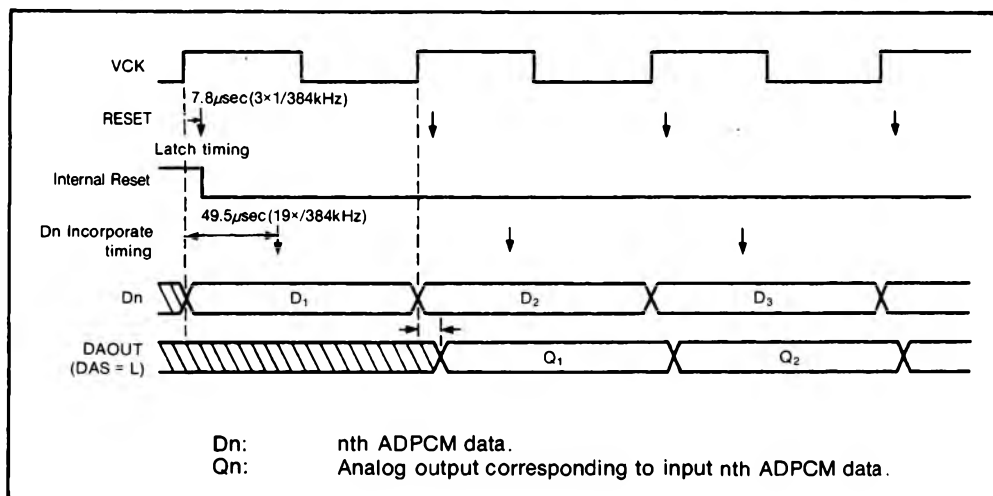 VCK
7.8μsec(3×1/384kHz)
RESET
Latch timing
Internal Reset
49.5μsec(19×/384kHz)
Dn Incorporate
timing
Dn
D₁
D₂
D₃
DAOUT
(DAS = L)
Q₁
Q₂
Dn: nth ADPCM data.
Qn: Analog output corresponding to input nth ADPCM data.